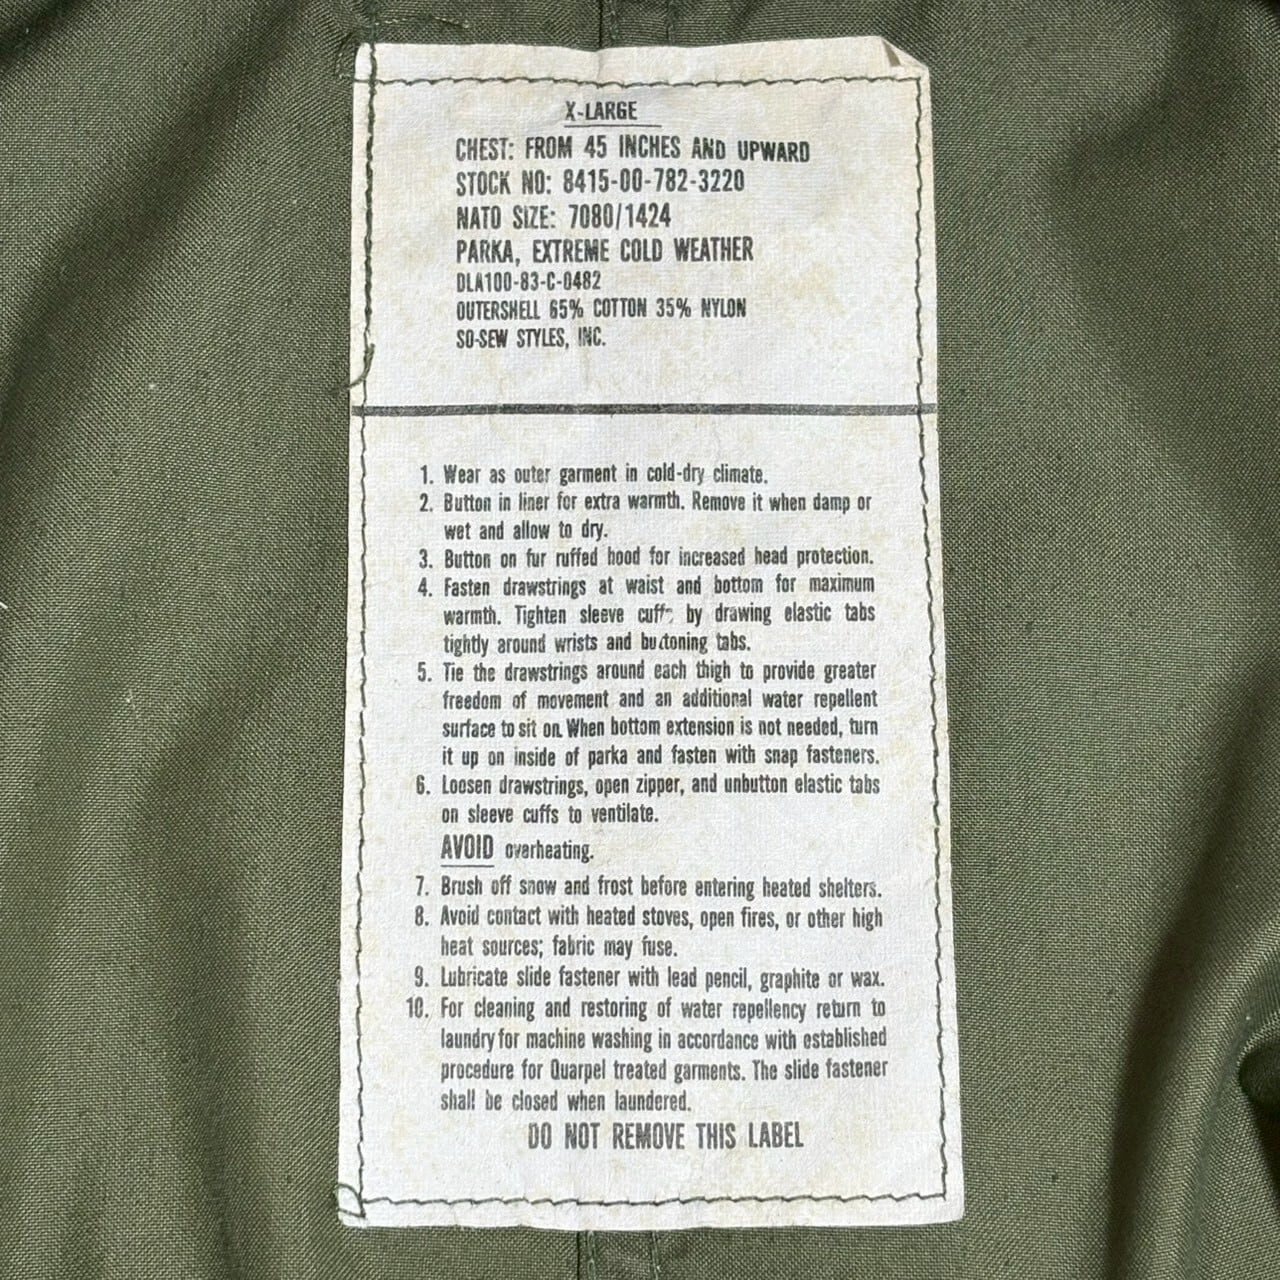 X-LARGE
CHEST: FROM 45 INCHES AND UPWARD
STOCK NO: 8415-00-782-3220
NATO SIZE: 7080/1424
PARKA, EXTREME COLD WEATHER
DLA100-83-C-0482
OUTERSHELL 65% COTTON 35% NYLON
SO-SEW STYLES, INC.
1. Wear as outer garment in cold-dry climate.
2. Button in liner for extra warmth. Remove it when damp or
wet and allow to dry.
3. Button on fur ruffed hood for increased head protection.
4. Fasten drawstrings at waist and bottom for maximum
warmth. Tighten sleeve cuffs by drawing elastic tabs
tightly around wrists and buttoning tabs.
5. Tie the drawstrings around each thigh to provide greater
freedom of movement and an additional water repellent
surface to sit on. When bottom extension is not needed, turn
it up on inside of parka and fasten with snap fasteners.
6. Loosen drawstrings, open zipper, and unbutton elastic tabs
on sleeve cuffs to ventilate.
AVOID overheating.
7. Brush off snow and frost before entering heated shelters.
8. Avoid contact with heated stoves, open fires, or other high
heat sources; fabric may fuse.
9. Lubricate slide fastener with lead pencil, graphite or wax.
10. For cleaning and restoring of water repellency return to
laundry for machine washing in accordance with established
procedure for Quarpel treated garments. The slide fastener
shall be closed when laundered.
DO NOT REMOVE THIS LABEL